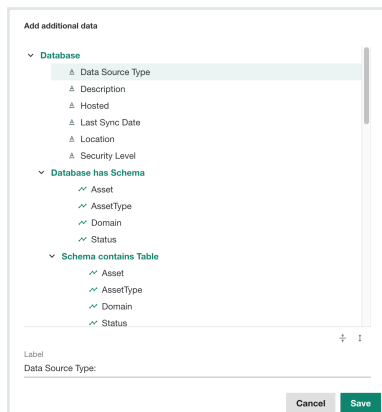 Add additional data
Database
Data Source Type
Description
Hosted
Last Sync Date
Location
Security Level
Database has Schema
Asset
AssetType
Domain
Status
Schema contains Table
Asset
AssetType
Domain
Status
Label
Data Source Type:
Cancel
Save